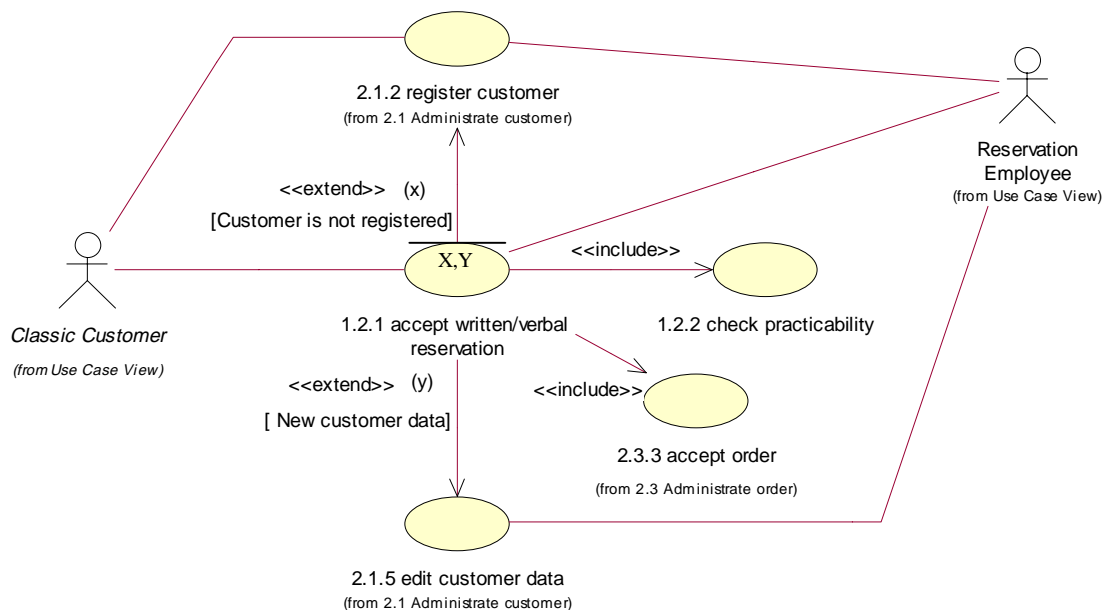 2.1.2 register customer
(from 2.1 Administrate customer)
Reservation
Employee
(from Use Case View)
<<extend>> (x)
[Customer is not registered]
X,Y
<<include>>
Classic Customer
(from Use Case View)
1.2.1 accept written/verbal
reservation
1.2.2 check practicability
<<extend>> (y)
[ New customer data]
<<include>>
2.3.3 accept order
(from 2.3 Administrate order)
2.1.5 edit customer data
(from 2.1 Administrate customer)